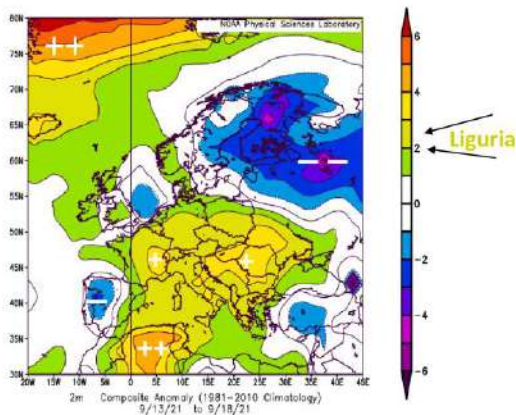 NOAA Physical Sciences Laboratory
80N
75N
70N
65N
60N
55N
50N
45N
40N
35N
30N
20W 15W 10W 5W 0 5E 10E 15E 20E 25E 30E 35E 40E 45E
++
+ +
++
6
4
2
0
-2
-4
-6
Liguria
2m Composite Anomaly (1981-2010 Climatology)
9/13/21 to 9/18/21